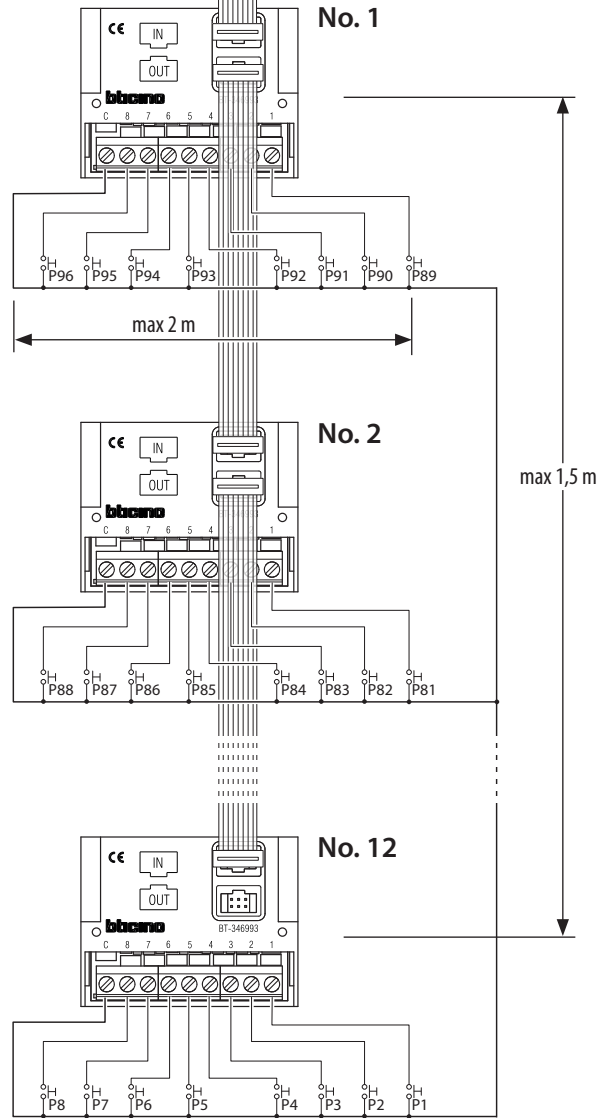 No. 1
CE IN
OUT
bticino
C 8 7 6 5 4 1
P96 P95 P94 P93 P92 P91 P90 P89
max 2 m
No. 2
CE IN
OUT
max 1,5 m
bticino
C 8 7 6 5 4 1
P88 P87 P86 P85 P84 P83 P82 P81
No. 12
CE IN
OUT
bticino BT-346993
C 8 7 6 5 4 3 2 1
P8 P7 P6 P5 P4 P3 P2 P1